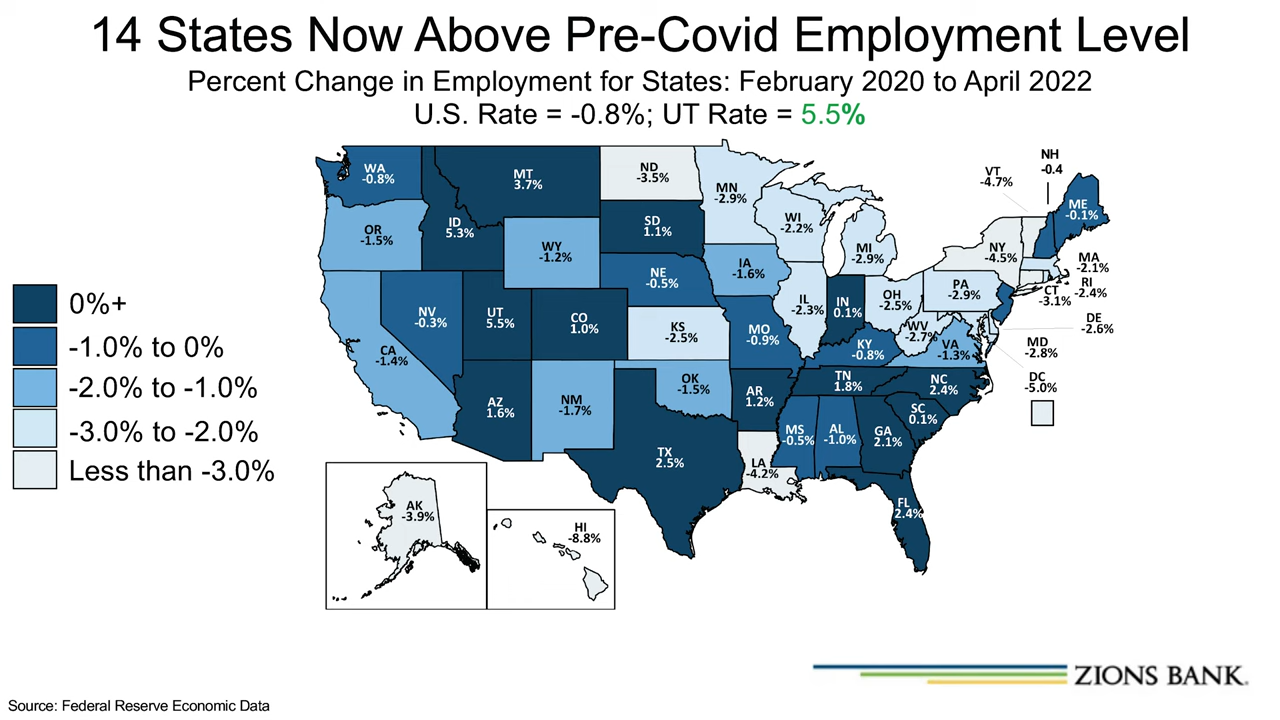 14 States Now Above Pre-Covid Employment Level
Percent Change in Employment for States: February 2020 to April 2022
U.S. Rate = -0.8%; UT Rate = 5.5%
0%+
-1.0% to 0%
-2.0% to -1.0%
-3.0% to -2.0%
Less than -3.0%
WA
-0.8%
OR
-1.5%
CA
-1.4%
NV
-0.3%
ID
5.3%
MT
3.7%
WY
-1.2%
UT
5.5%
CO
1.0%
AZ
1.6%
NM
-1.7%
ND
-3.5%
SD
1.1%
NE
-0.5%
KS
-2.5%
OK
-1.5%
TX
2.5%
MN
-2.9%
IA
-1.6%
MO
-0.9%
AR
1.2%
LA
-4.2%
WI
-2.2%
IL
-2.3%
MI
-2.9%
IN
0.1%
OH
-2.5%
KY
-0.8%
TN
1.8%
MS
-0.5%
AL
-1.0%
GA
2.1%
FL
2.4%
SC
0.1%
NC
2.4%
VA
-1.3%
WV
-2.7%
PA
-2.9%
NY
-4.5%
VT
-4.7%
NH
-0.4
ME
-0.1%
MA
-2.1%
RI
-2.4%
CT
-3.1%
DE
-2.6%
MD
-2.8%
DC
-5.0%
AK
-3.9%
HI
-8.8%
ZIONS BANK.
Source: Federal Reserve Economic Data